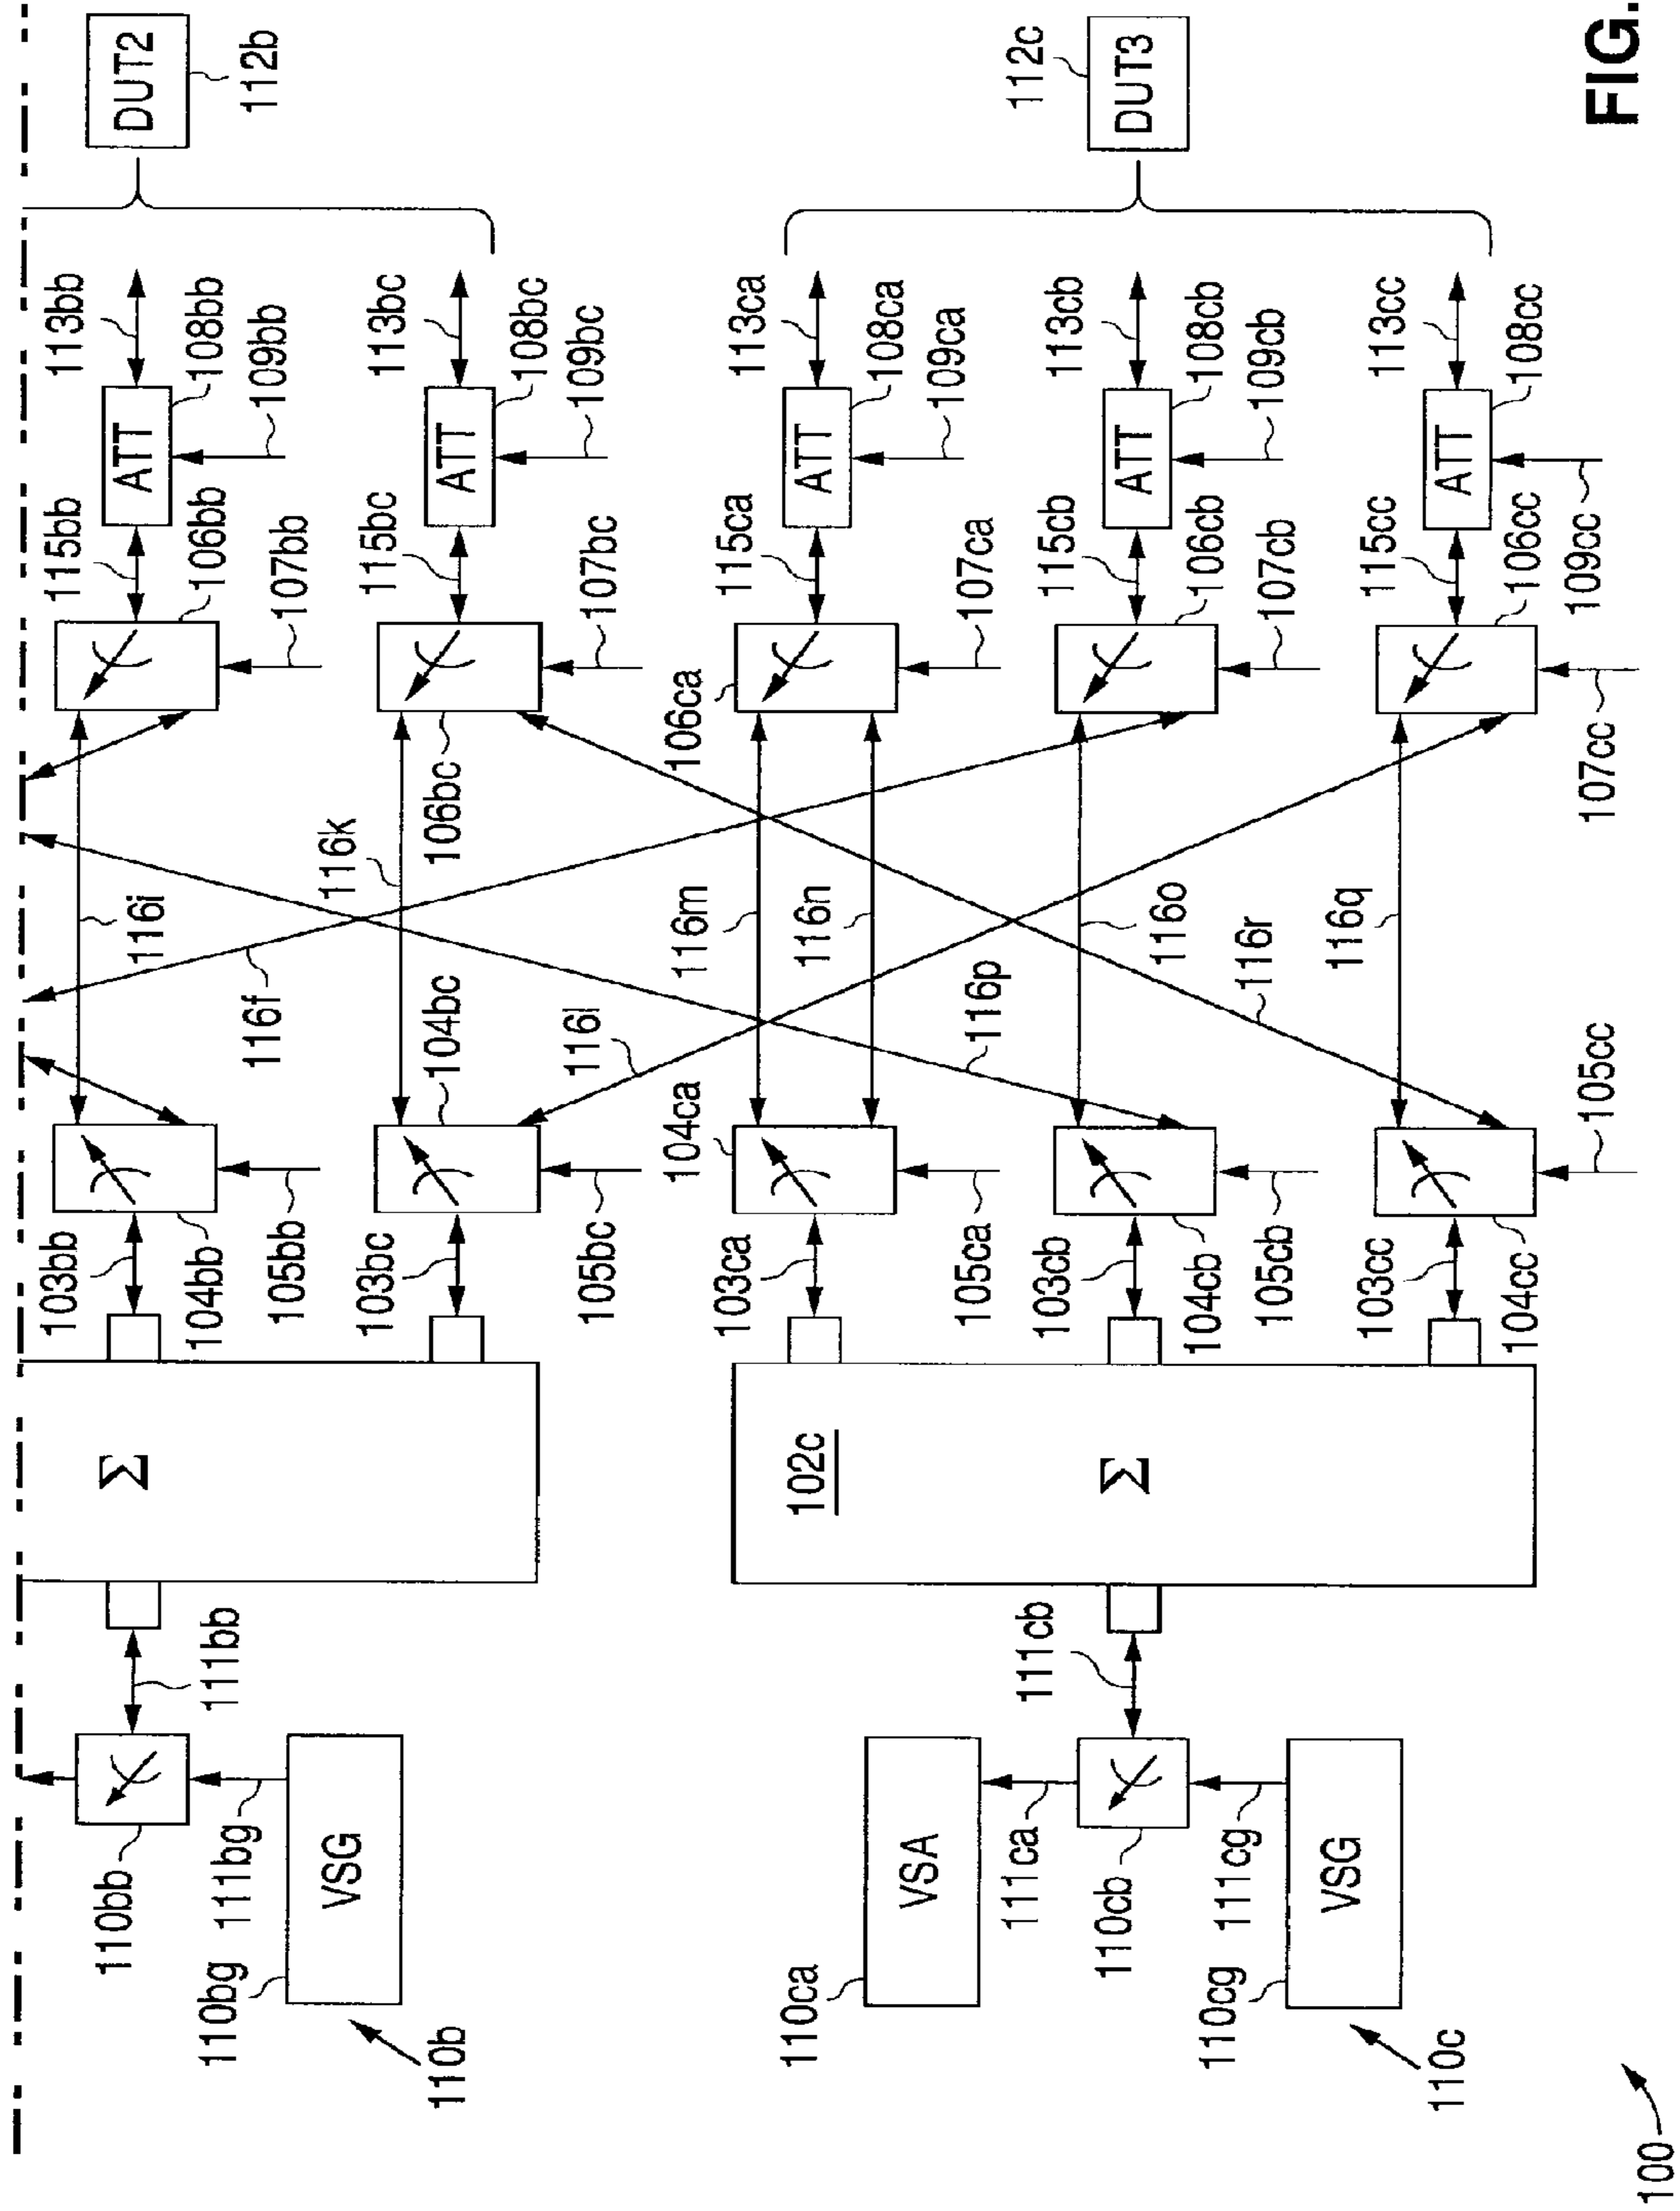 DUT2
112b
113bb
108bb
109bb
ATT
115bb
106bb
107bb
113bc
108bc
109bc
ATT
115bc
107bc
106bc
116i
116k
116f
104bc
116l
103bb
104bb
105bb
103bc
105bc
Σ
111bb
110bb
111bg
VSG
110bg
110b
112c
DUT3
113ca
108ca
109ca
ATT
115ca
107ca
106ca
113cb
108cb
109cb
ATT
115cb
106cb
107cb
113cc
108cc
109cc
ATT
115cc
106cc
107cc
116m
116n
116o
116r
116q
116p
104ca
103ca
105ca
103cb
104cb
105cb
103cc
104cc
105cc
102c
Σ
111cb
VSA
111ca
110ca
110cb
111cg
VSG
110cg
110c
100
FIG.